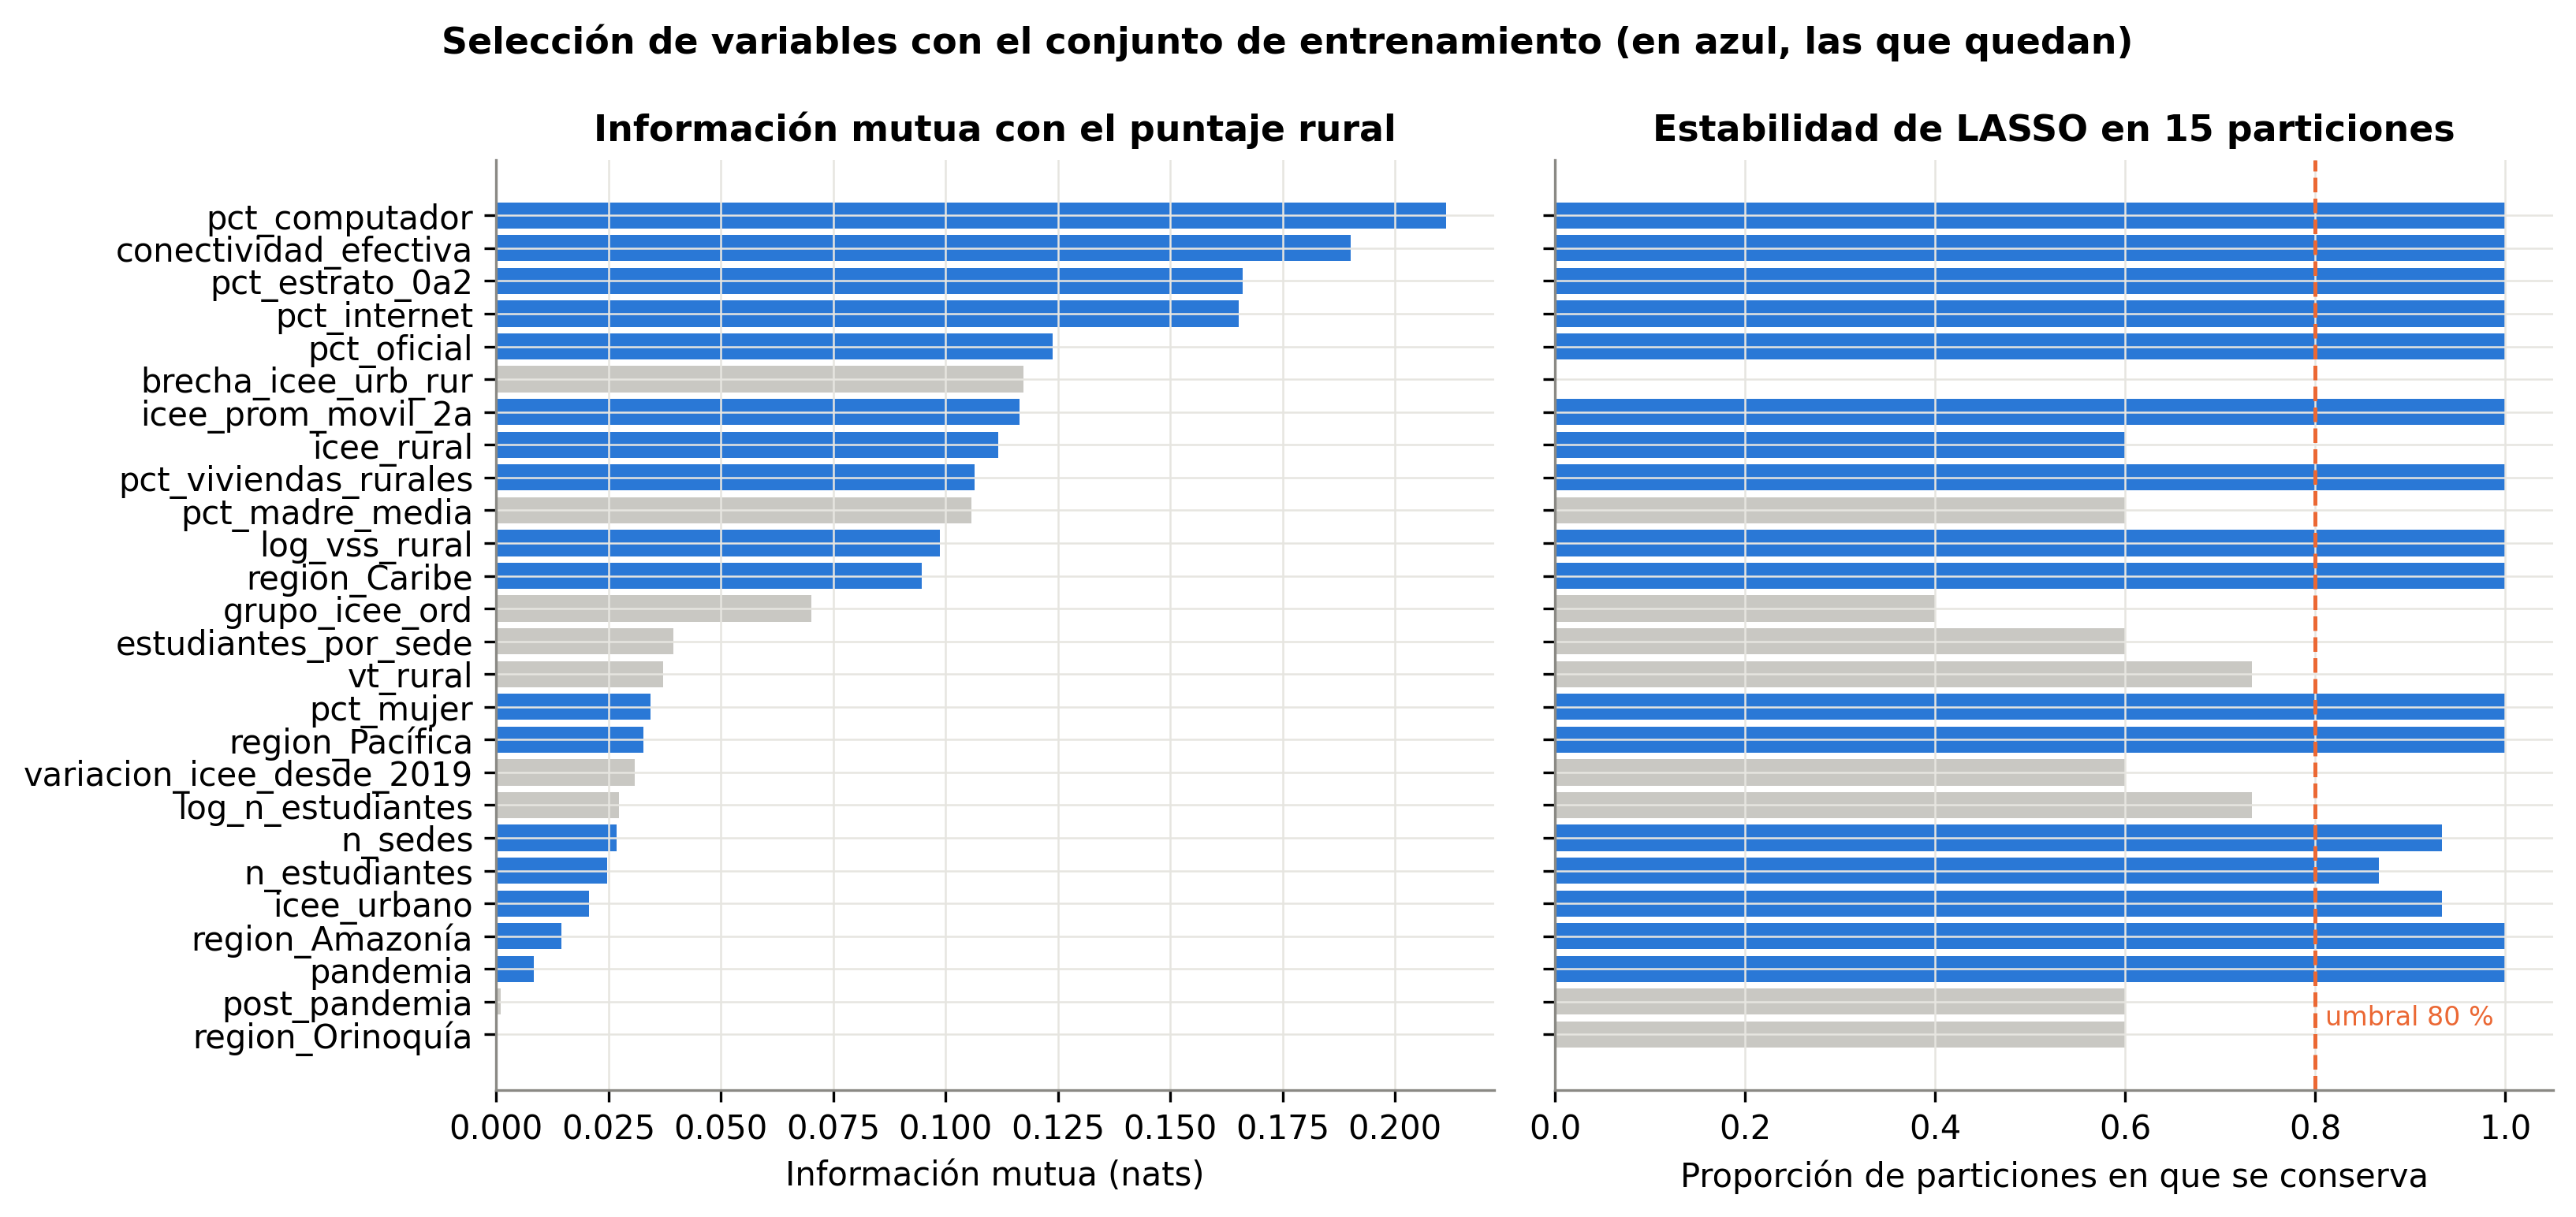 Selección de variables con el conjunto de entrenamiento (en azul, las que quedan)
Información mutua con el puntaje rural
pct_computador
conectividad_efectiva
pct_estrato_0a2
pct_internet
pct_oficial
brecha_icee_urb_rur
icee_prom_movil_2a
icee_rural
pct_viviendas_rurales
pct_madre_media
log_vss_rural
region_Caribe
grupo_icee_ord
estudiantes_por_sede
vt_rural
pct_mujer
region_Pacífica
variacion_icee_desde_2019
log_n_estudiantes
n_sedes
n_estudiantes
icee_urbano
region_Amazonía
pandemia
post_pandemia
region_Orinoquía
0.000 0.025 0.050 0.075 0.100 0.125 0.150 0.175 0.200
Información mutua (nats)
Estabilidad de LASSO en 15 particiones
umbral 80 %
0.0 0.2 0.4 0.6 0.8 1.0
Proporción de particiones en que se conserva